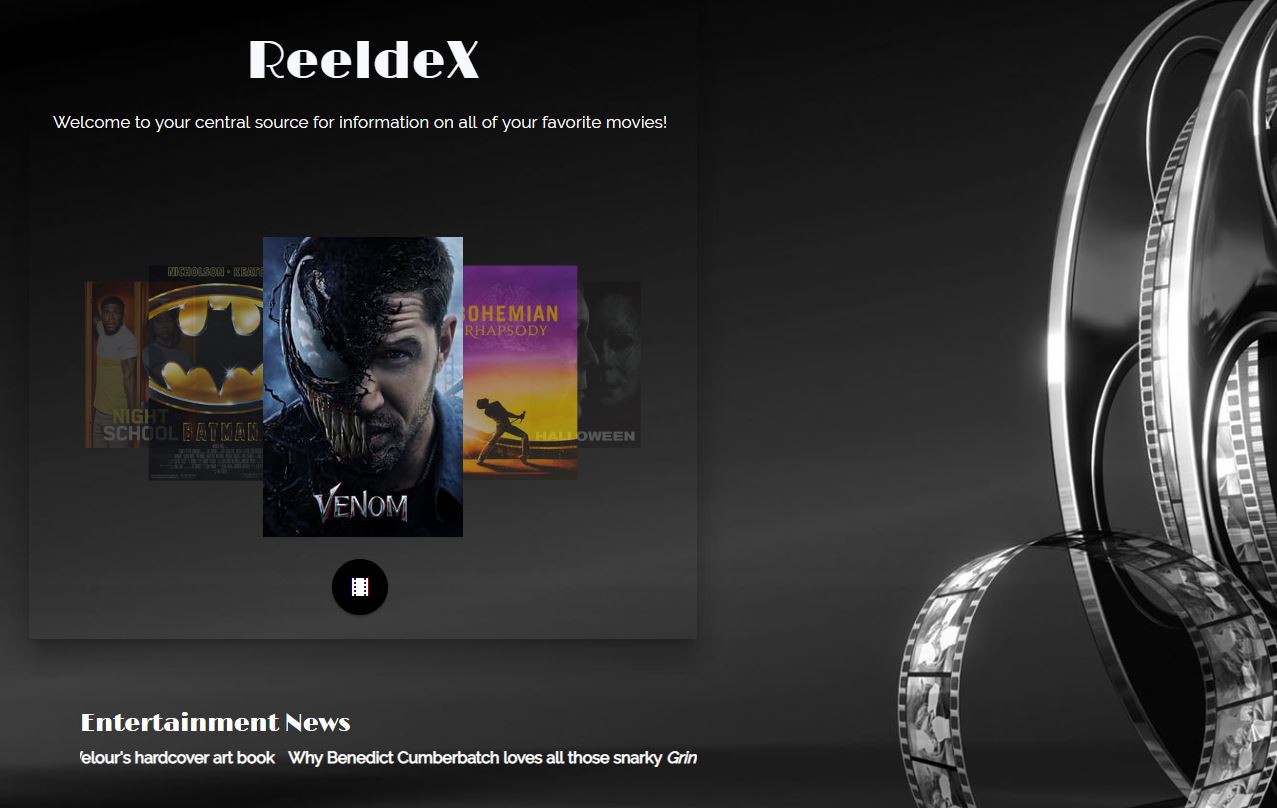 ReeldeX
Welcome to your central source for information on all of your favorite movies!
NICHOLSON • KEATO
BOHEMIAN
RHAPSODY
NIGHT
SCHOOL
BATMAN
HALLOWEEN
VENOM
Entertainment News
elour's hardcover art book Why Benedict Cumberbatch loves all those snarky Grin